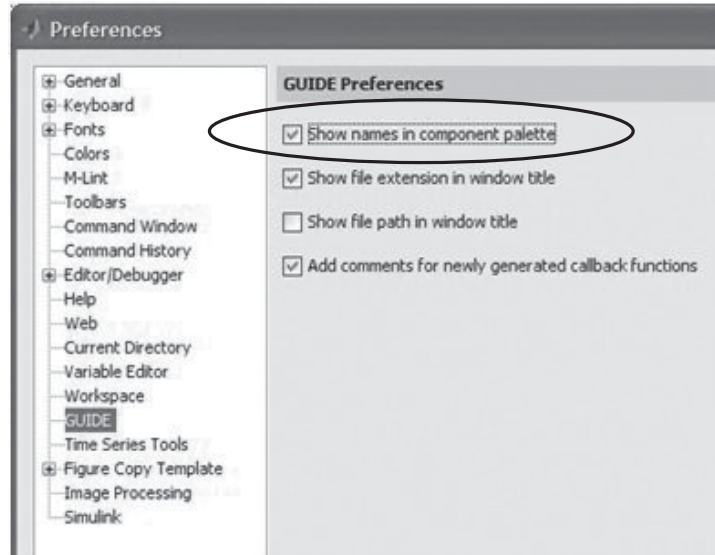 Preferences
General
Keyboard
Fonts
Colors
M-Lint
Toolbars
Command Window
Command History
Editor/Debugger
Help
Web
Current Directory
Variable Editor
Workspace
GUIDE
Time Series Tools
Figure Copy Template
Image Processing
Simulink
GUIDE Preferences
Show names in component palette
Show file extension in window title
Show file path in window title
Add comments for newly generated callback functions